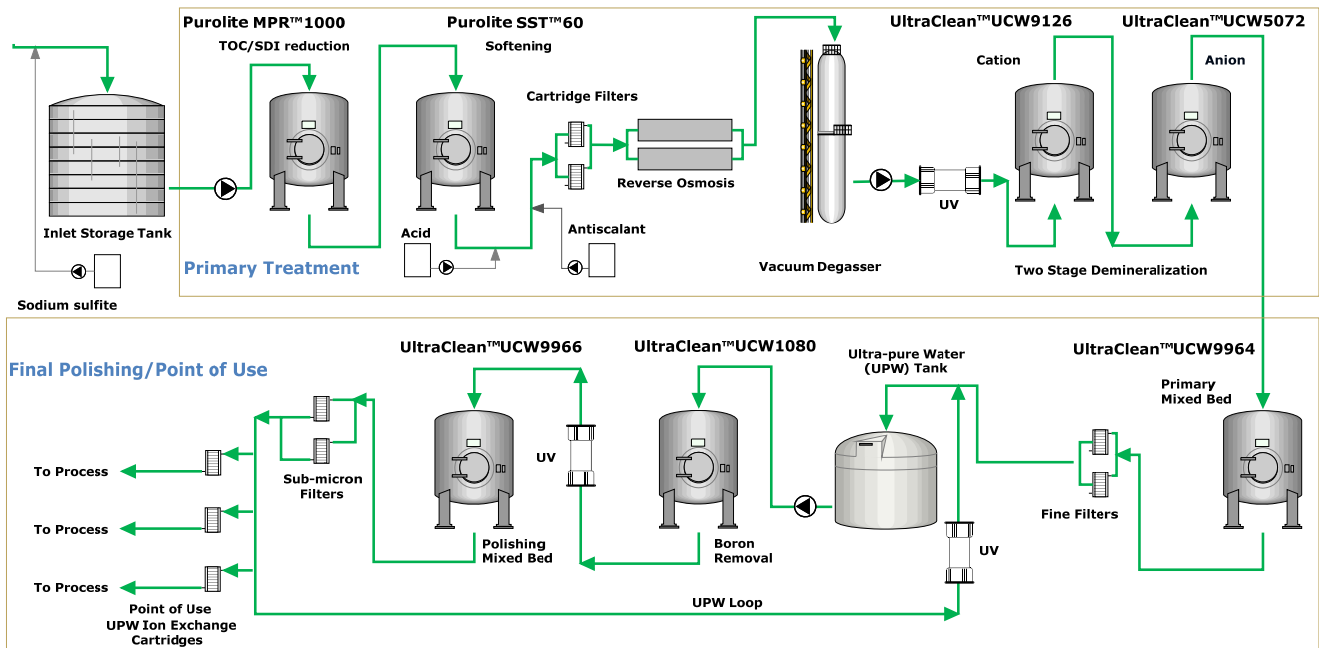 Purolite MPR™1000
TOC/SDI reduction
Purolite SST™60
Softening
UltraClean™UCW9126
Cation
UltraClean™UCW5072
Anion
Cartridge Filters
Reverse Osmosis
UV
Inlet Storage Tank
Acid
Antiscalant
Vacuum Degasser
Two Stage Demineralization
Primary Treatment
Sodium sulfite
Final Polishing/Point of Use
UltraClean™UCW9966
UltraClean™UCW1080
Ultra-pure Water
(UPW) Tank
UltraClean™UCW9964
Primary
Mixed Bed
UV
To Process
Sub-micron
Filters
Fine Filters
To Process
Polishing
Mixed Bed
Boron
Removal
UV
To Process
Point of Use
UPW Ion Exchange
Cartridges
UPW Loop